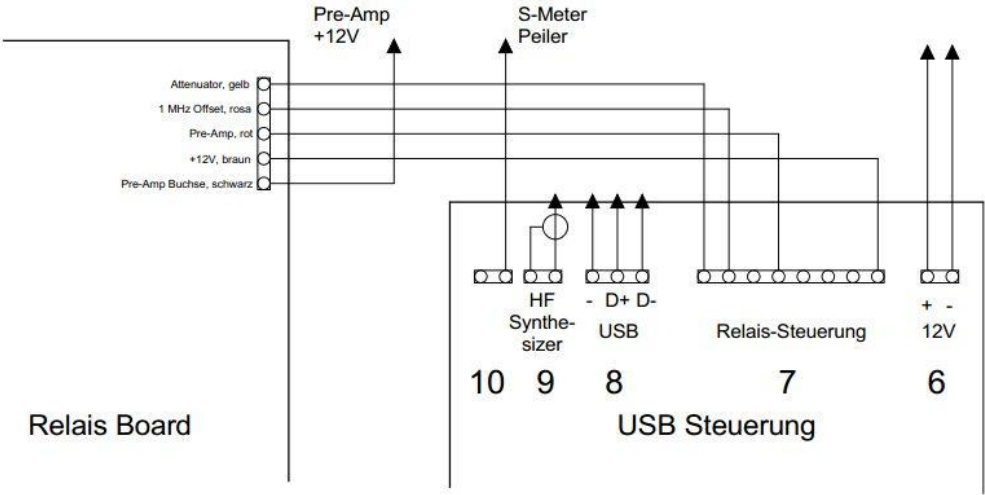 Pre-Amp
+12V
S-Meter
Peiler
Attenuator, gelb
1 MHz Offset, rosa
Pre-Amp, rot
+12V, braun
Pre-Amp Buchse, schwarz
HF
Synthe-
sizer
- D+ D-
USB
Relais-Steuerung
+ -
12V
10 9 8 7 6
Relais Board
USB Steuerung